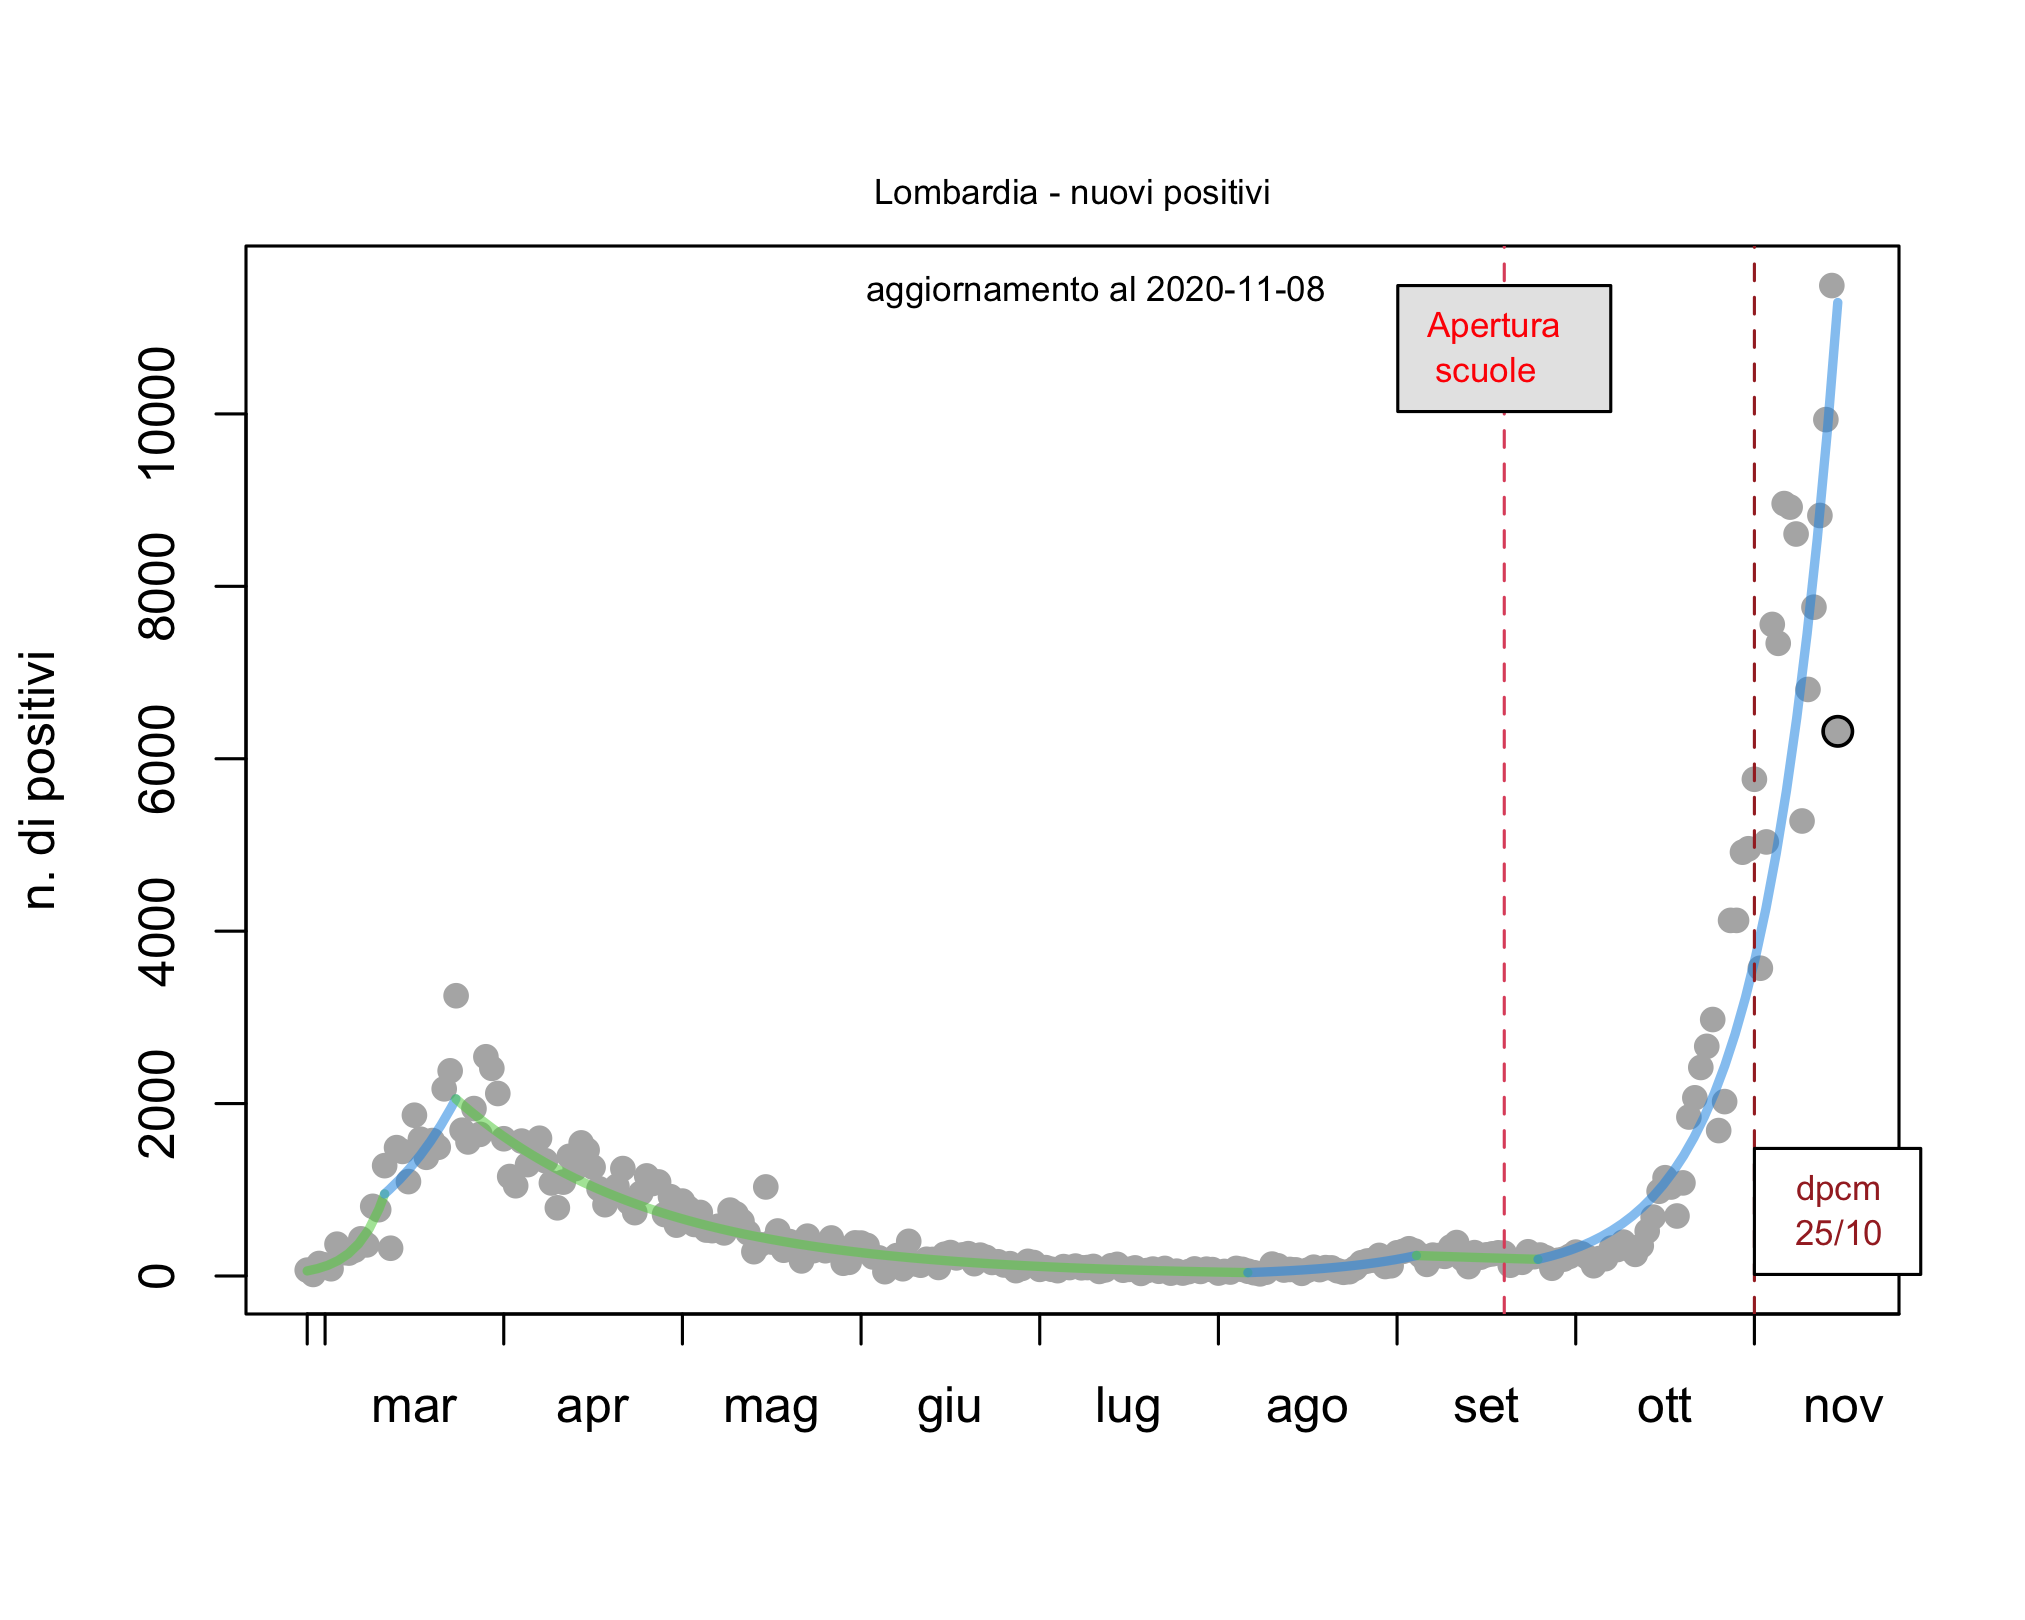 Lombardia - nuovi positivi
aggiornamento al 2020-11-08
Apertura
scuole
n. di positivi
10000
8000
6000
4000
2000
0
dpcm
25/10
mar apr mag giu lug ago set ott nov